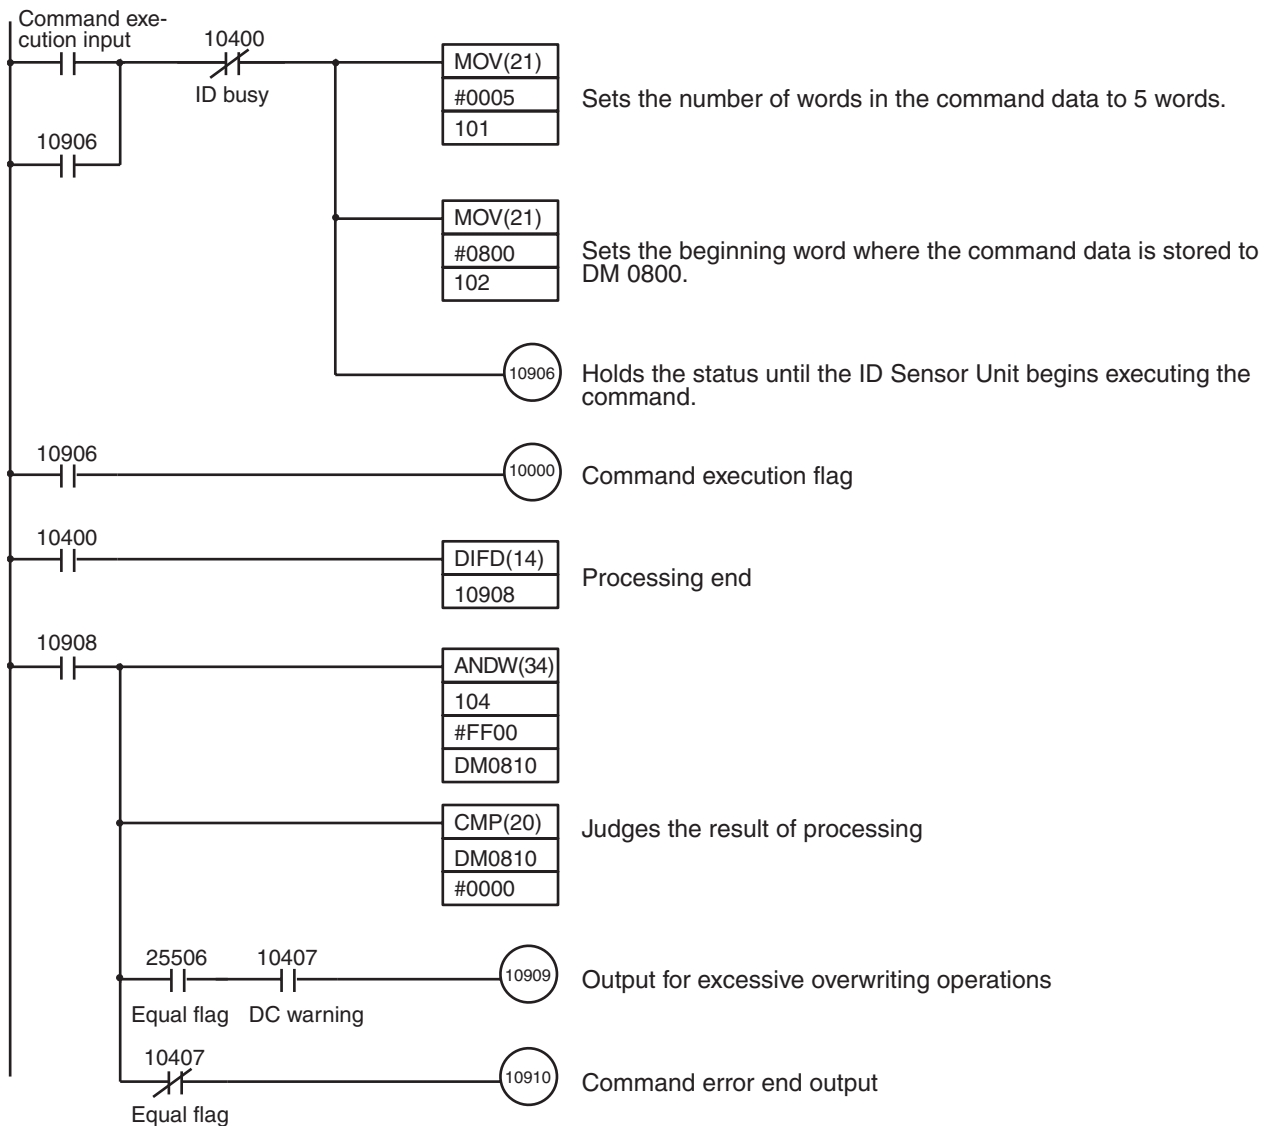 Command exe-
cution input
10400
ID busy
MOV(21)
#0005
101
Sets the number of words in the command data to 5 words.
10906
MOV(21)
#0800
102
Sets the beginning word where the command data is stored to
DM 0800.
10906
Holds the status until the ID Sensor Unit begins executing the
command.
10906
10000
Command execution flag
10400
DIFD(14)
10908
Processing end
10908
ANDW(34)
104
#FF00
DM0810
CMP(20)
DM0810
#0000
Judges the result of processing
25506
Equal flag
10407
DC warning
10909
Output for excessive overwriting operations
10407
Equal flag
10910
Command error end output